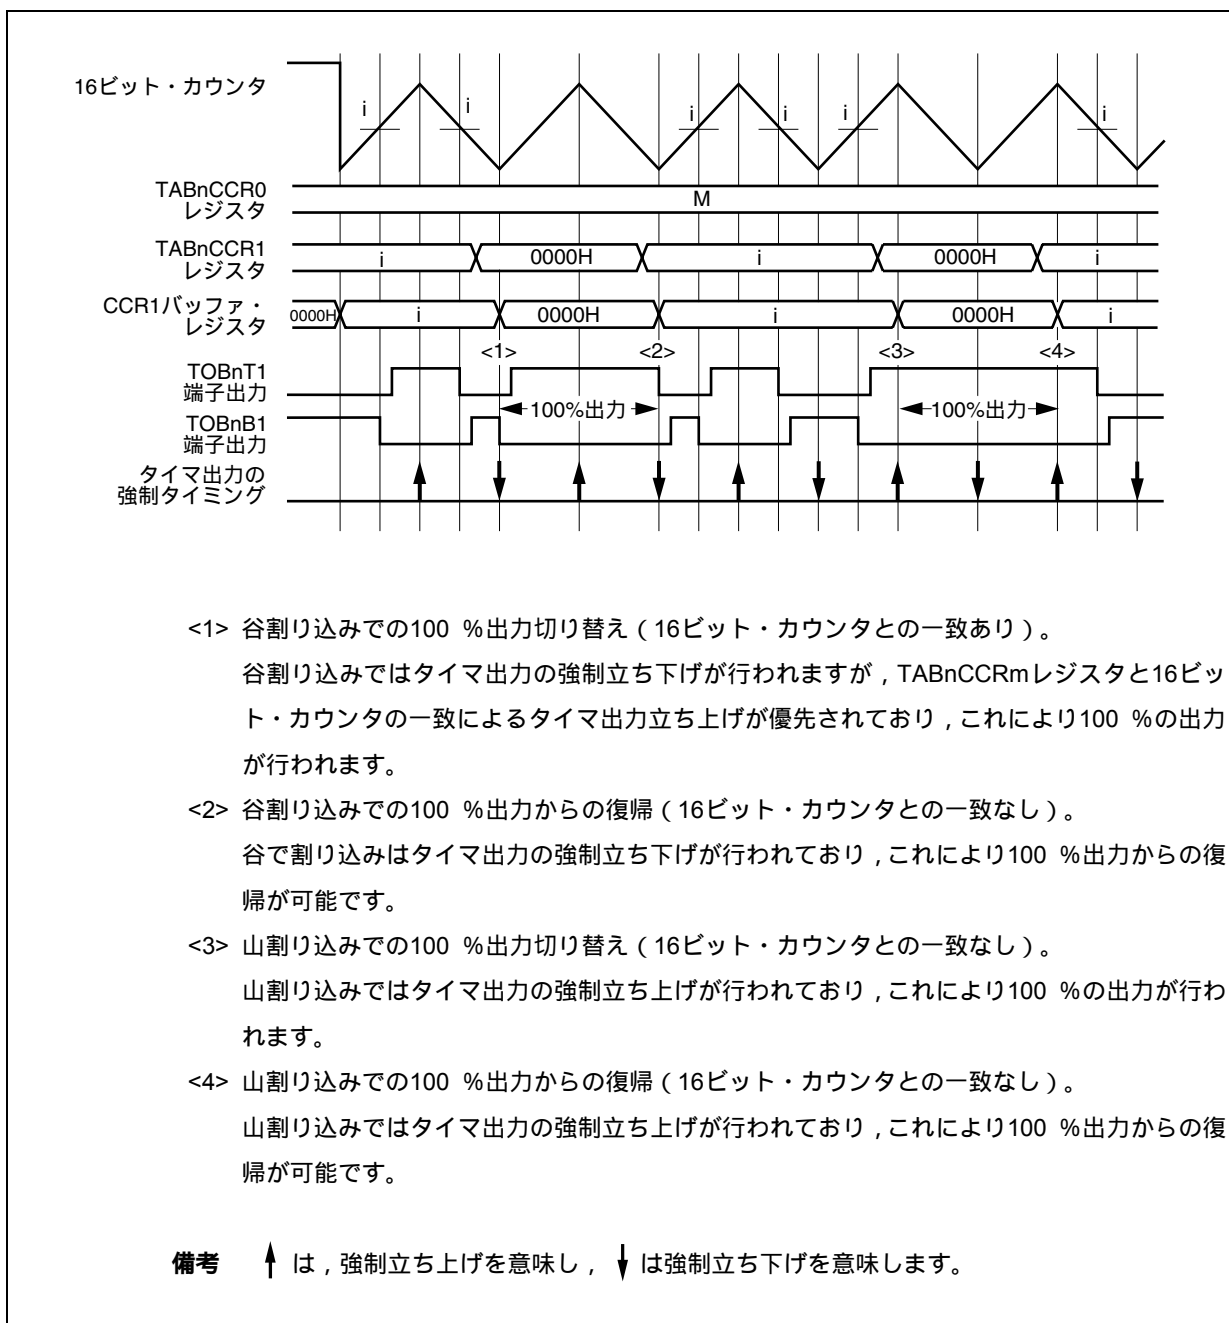 16ビット・カウンタ
i i i i i i
TABnCCR0
レジスタ
M
TABnCCR1
レジスタ
i 0000H i 0000H i
CCR1バッファ・
レジスタ
0000H i 0000H i 0000H i
<1> <2> <3> <4>
TOBnT1
端子出力
100%出力 100%出力
TOBnB1
端子出力
タイマ出力の
強制タイミング
<1> 谷割り込みでの100 %出力切り替え(16ビット・カウンタとの一致あり)。
谷割り込みではタイマ出力の強制立ち下げが行われますが,TABnCCRmレジスタと16ビッ
ト・カウンタの一致によるタイマ出力立ち上げが優先されており,これにより100 %の出力
が行われます。
<2> 谷割り込みでの100 %出力からの復帰(16ビット・カウンタとの一致なし)。
谷で割り込みはタイマ出力の強制立ち下げが行われており,これにより100 %出力からの復
帰が可能です。
<3> 山割り込みでの100 %出力切り替え(16ビット・カウンタとの一致なし)。
山割り込みではタイマ出力の強制立ち上げが行われており,これにより100 %の出力が行わ
れます。
<4> 山割り込みでの100 %出力からの復帰(16ビット・カウンタとの一致なし)。
山割り込みではタイマ出力の強制立ち上げが行われており,これにより100 %出力からの復
帰が可能です。
備考 ↑ は,強制立ち上げを意味し, ↓ は強制立ち下げを意味します。